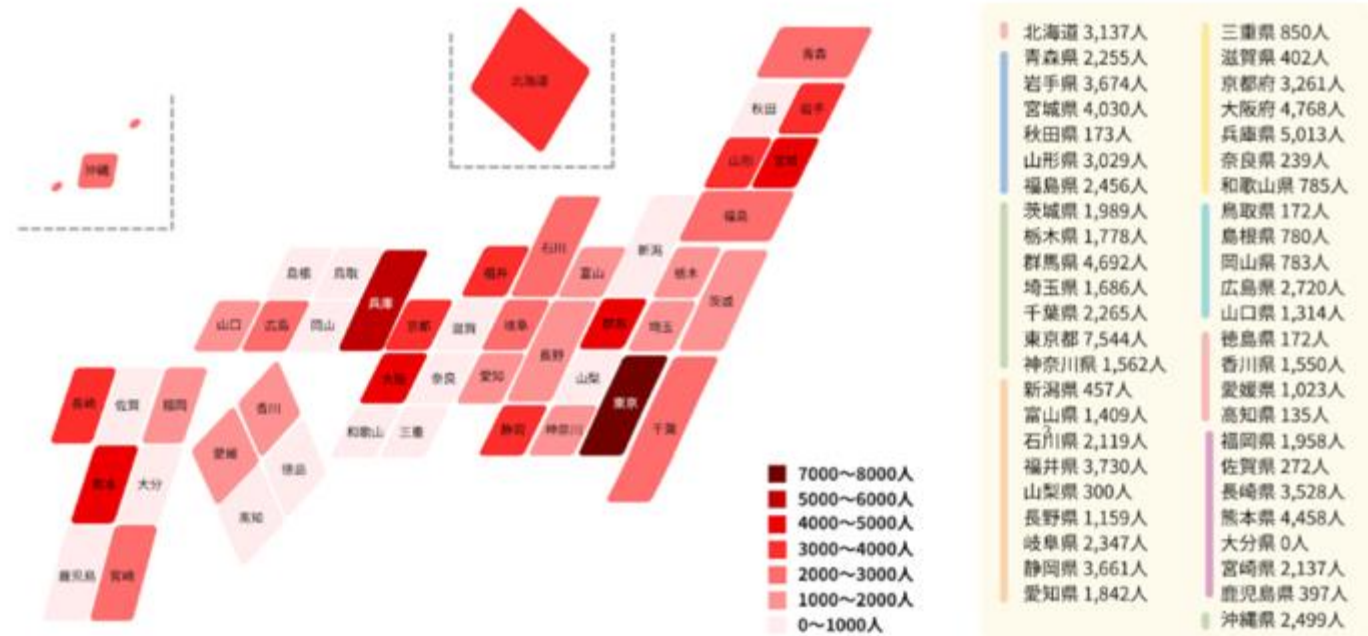 北海道
青森
秋田
岩手
山形
宮城
福島
沖縄
石川
新潟
福井
富山
栃木
茨城
島根
鳥取
兵庫
山口
広島
岡山
京都
滋賀
岐阜
長野
群馬
埼玉
大阪
奈良
愛知
山梨
東京
千葉
和歌山
三重
静岡
神奈川
長崎
佐賀
福岡
香川
愛媛
徳島
高知
熊本
大分
鹿児島
宮崎
7000〜8000人
5000〜6000人
4000〜5000人
3000〜4000人
2000〜3000人
1000〜2000人
0〜1000人
北海道 3,137人
青森県 2,255人
岩手県 3,674人
宮城県 4,030人
秋田県 173人
山形県 3,029人
福島県 2,456人
茨城県 1,989人
栃木県 1,778人
群馬県 4,692人
埼玉県 1,686人
千葉県 2,265人
東京都 7,544人
神奈川県 1,562人
新潟県 457人
富山県 1,409人
3
石川県 2,119人
福井県 3,730人
山梨県 300人
長野県 1,159人
岐阜県 2,347人
静岡県 3,661人
愛知県 1,842人
三重県 850人
滋賀県 402人
京都府 3,261人
大阪府 4,768人
兵庫県 5,013人
奈良県 239人
和歌山県 785人
鳥取県 172人
島根県 780人
岡山県 783人
広島県 2,720人
山口県 1,314人
徳島県 172人
香川県 1,550人
愛媛県 1,023人
高知県 135人
福岡県 1,958人
佐賀県 272人
長崎県 3,528人
熊本県 4,458人
大分県 0人
宮崎県 2,137人
鹿児島県 397人
沖縄県 2,499人